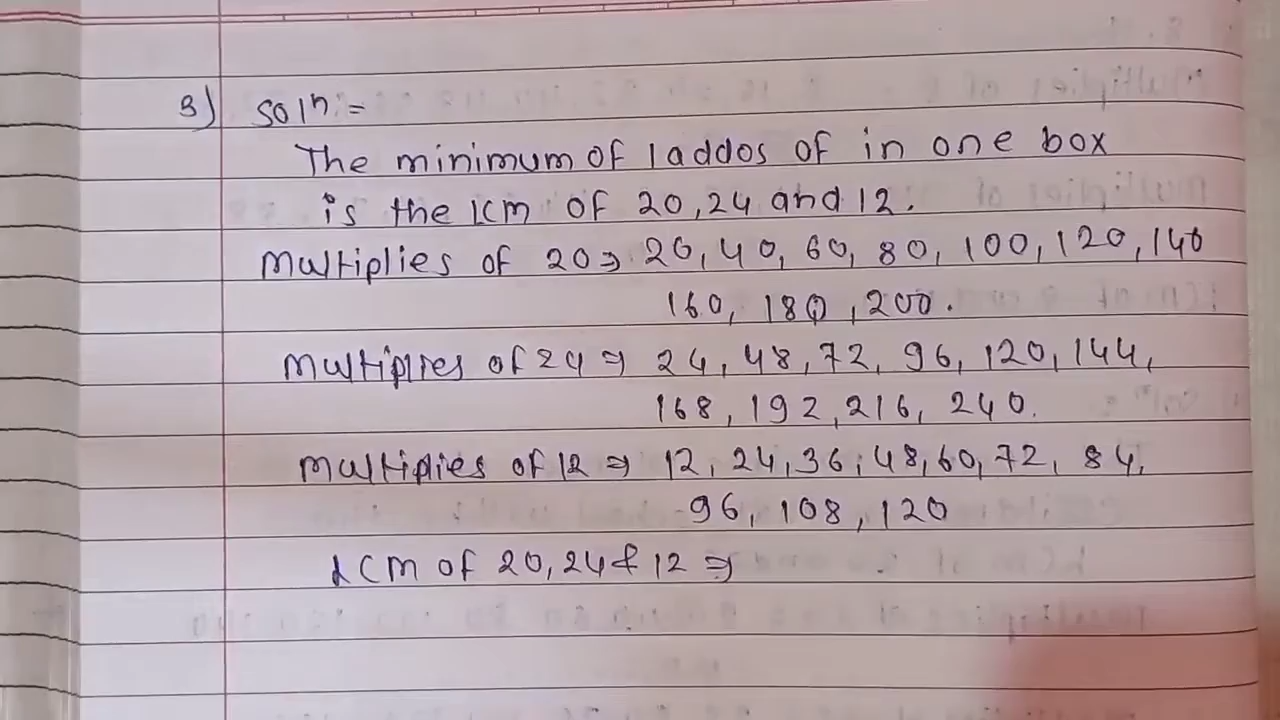 3) Solⁿ:=
The minimum of laddos of in one box
is the lcm of 20,24 and 12.
Multiplies of 20⇒ 20, 40, 60, 80, 100, 120, 140
160, 180, 200.
Multiples of 24 ⇒ 24, 48, 72, 96, 120, 144,
168, 192, 216, 240.
Multiplies of 12 ⇒ 12, 24, 36, 48, 60, 72, 84,
96, 108, 120
LCM of 20, 24 & 12 ⇒